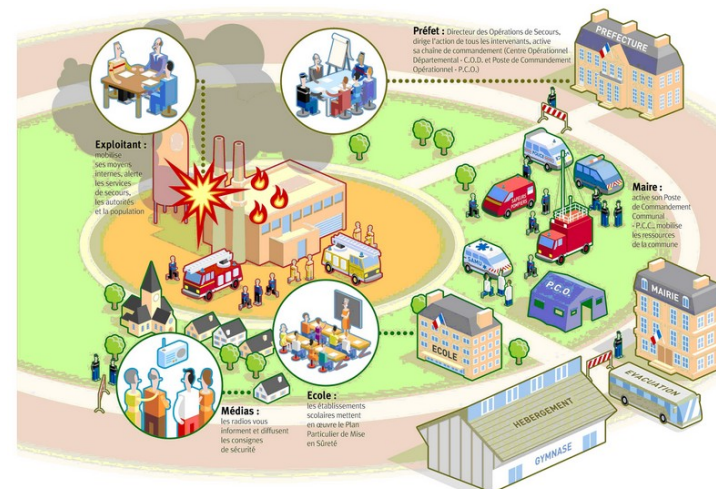 Préfet : Directeur des Opérations de Secours,
dirige l'action de tous les intervenants, active
sa chaîne de commandement (Centre Opérationnel
Départemental - C.O.D. et Poste de Commandement
Opérationnel - P.C.O.)
PREFECTURE
Exploitant :
mobilise
ses moyens
internes, alerte
les services
de secours,
les autorités
et la population
POLICE
SAPEURS
POMPIERS
SAMU
P.C.O.
Maire :
active son Poste
de Commandement
Communal
- P.C.C., mobilise
les ressources
de la commune
MAIRIE
ECOLE
EVACUATION
HEBERGEMENT
GYMNASE
Médias :
les radios vous
informent et diffusent
les consignes
de sécurité
Ecole :
les établissements
scolaires mettent
en œuvre le Plan
Particulier de Mise
en Sûreté